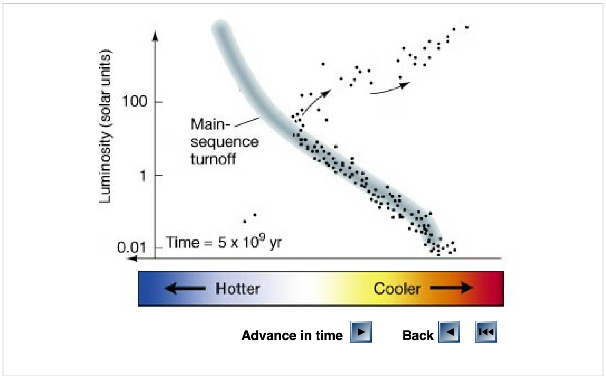 Luminosity (solar units)
100
1
0.01
Main-
sequence
turnoff
Time = 5 x 10⁹ yr
Hotter
Cooler
Advance in time
Back